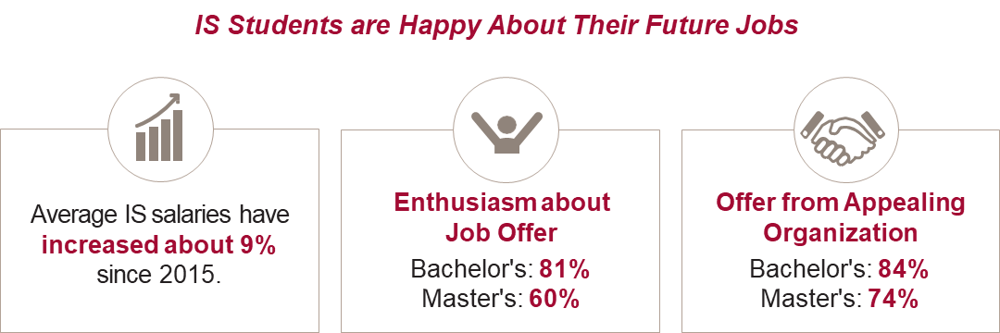 IS Students are Happy About Their Future Jobs
Average IS salaries have
increased about 9%
since 2015.
Enthusiasm about
Job Offer
Bachelor's: 81%
Master's: 60%
Offer from Appealing
Organization
Bachelor's: 84%
Master's: 74%